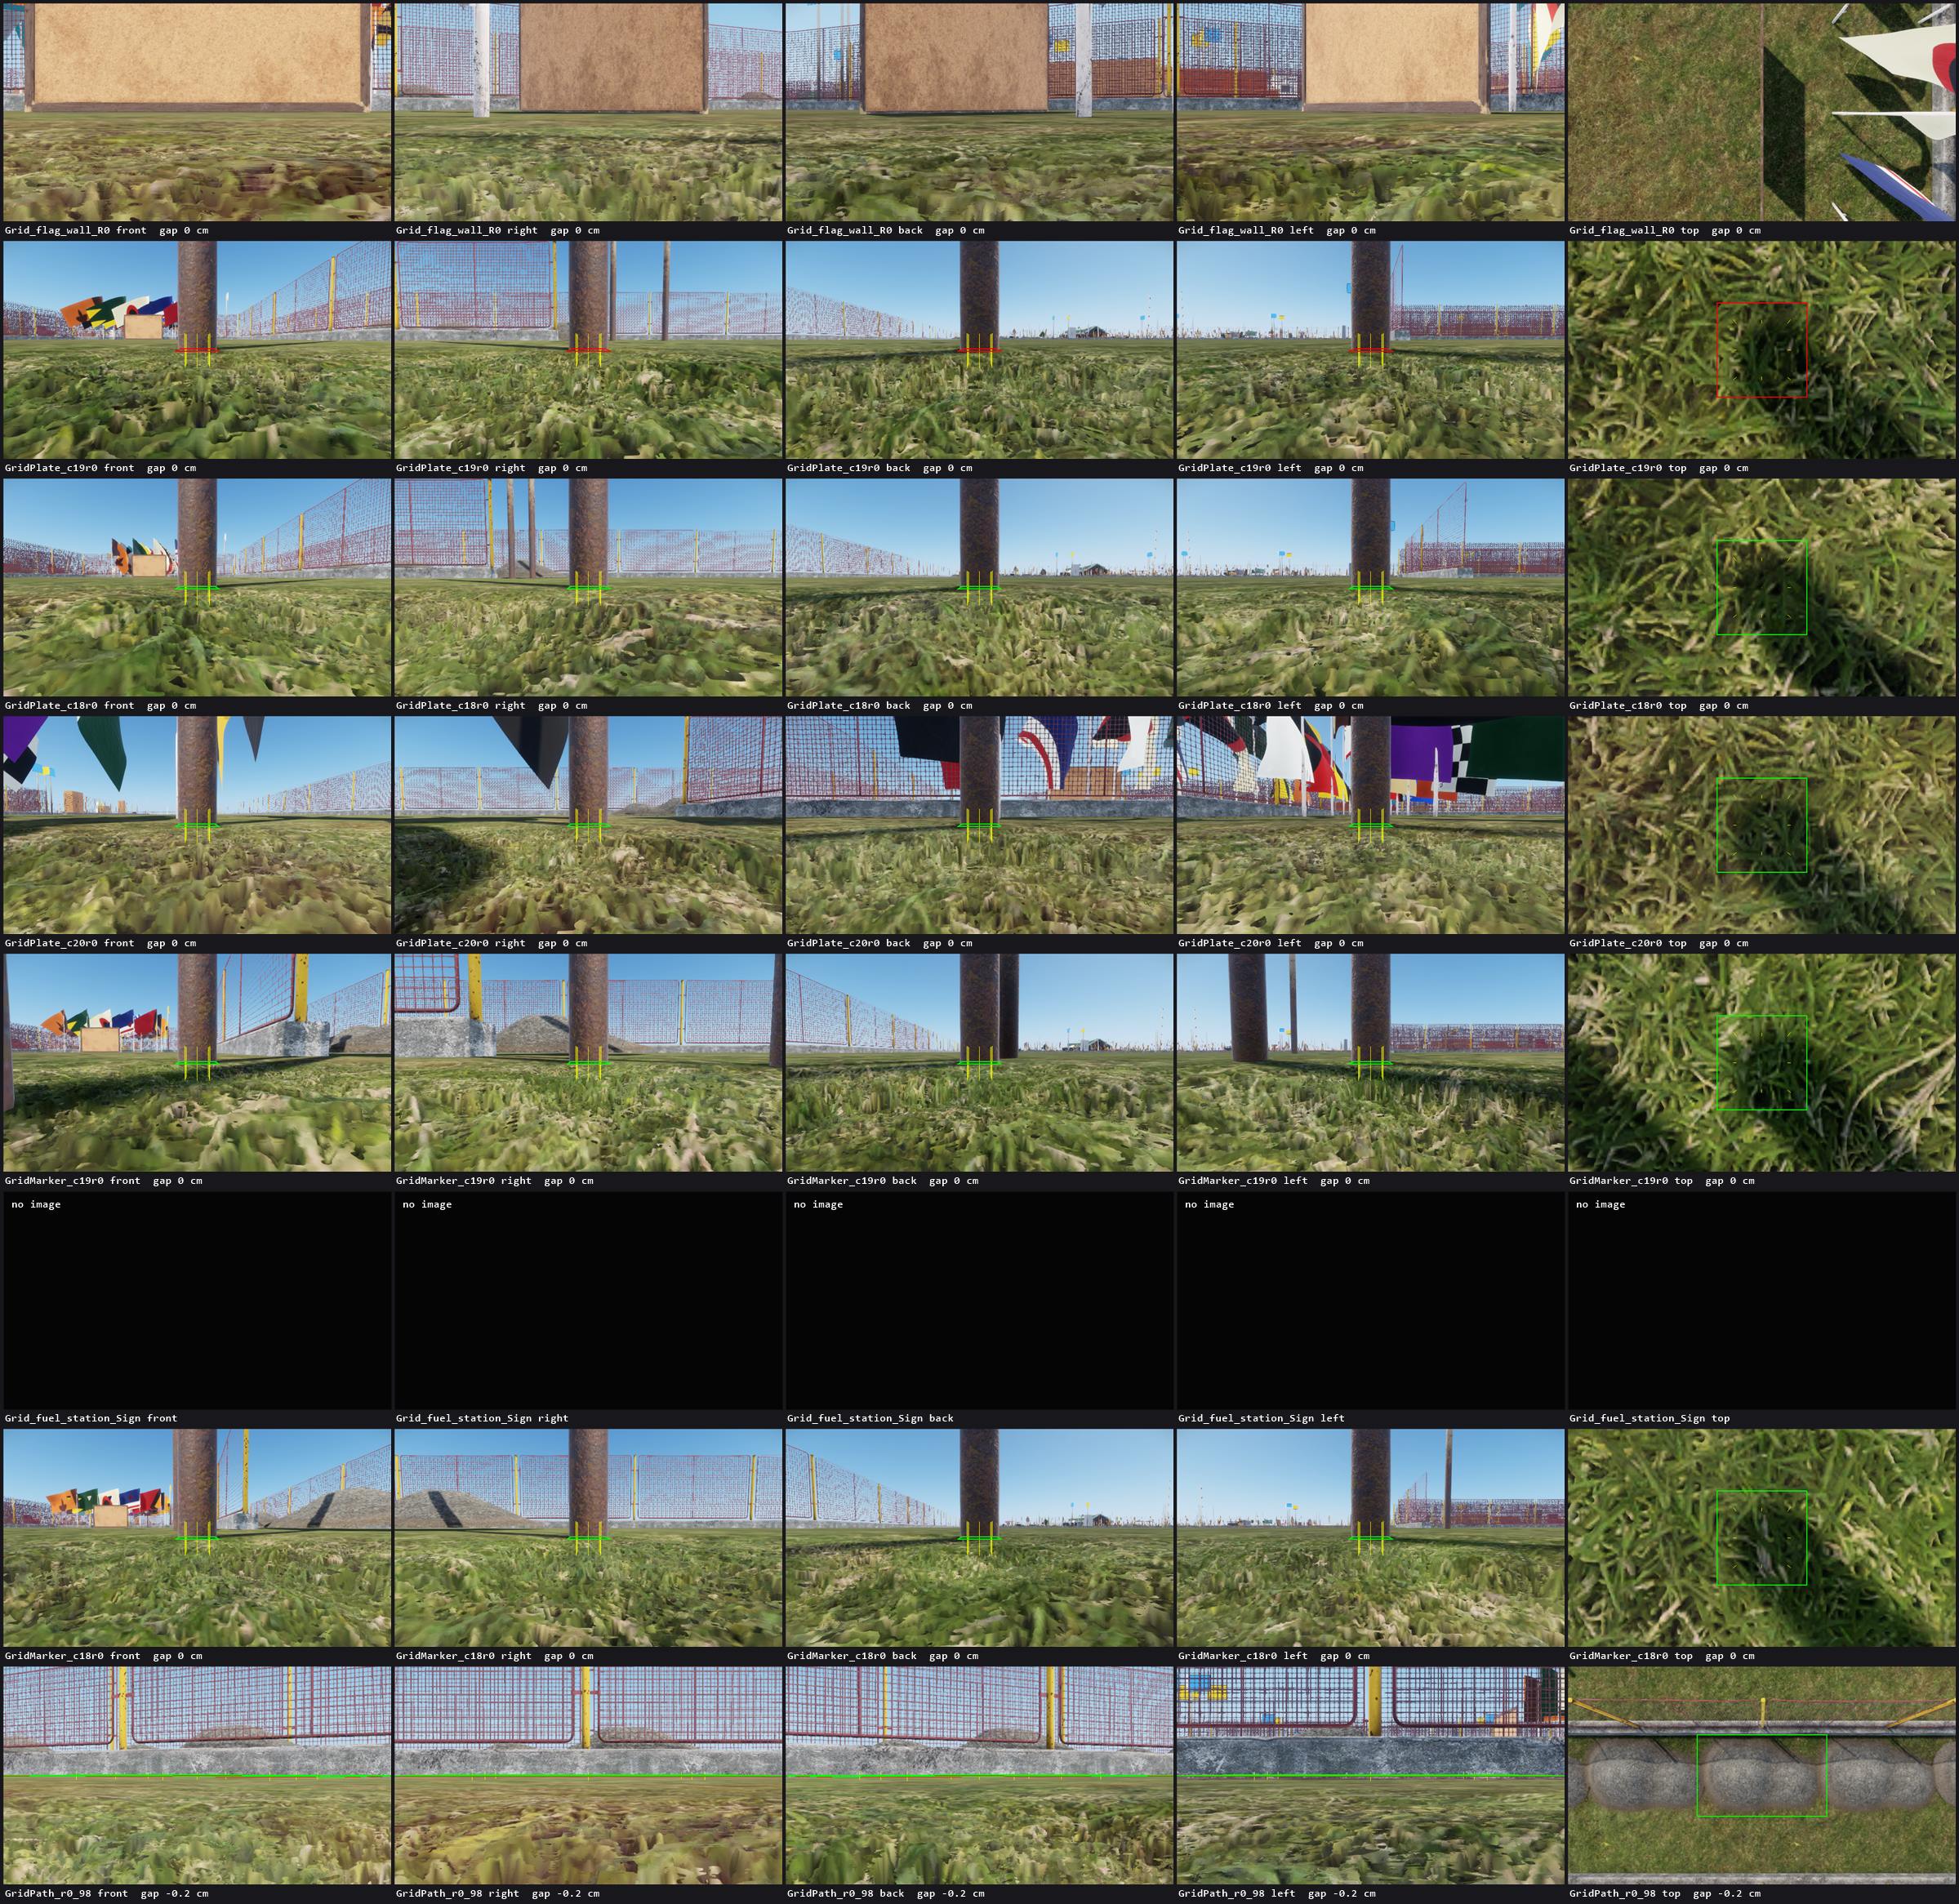 Grid_flag_wall_R0 front  gap 0 cm
Grid_flag_wall_R0 right  gap 0 cm
Grid_flag_wall_R0 back  gap 0 cm
Grid_flag_wall_R0 left  gap 0 cm
Grid_flag_wall_R0 top  gap 0 cm
GridPlate_c19r0 front  gap 0 cm
GridPlate_c19r0 right  gap 0 cm
GridPlate_c19r0 back  gap 0 cm
GridPlate_c19r0 left  gap 0 cm
GridPlate_c19r0 top  gap 0 cm
GridPlate_c18r0 front  gap 0 cm
GridPlate_c18r0 right  gap 0 cm
GridPlate_c18r0 back  gap 0 cm
GridPlate_c18r0 left  gap 0 cm
GridPlate_c18r0 top  gap 0 cm
GridPlate_c20r0 front  gap 0 cm
GridPlate_c20r0 right  gap 0 cm
GridPlate_c20r0 back  gap 0 cm
GridPlate_c20r0 left  gap 0 cm
GridPlate_c20r0 top  gap 0 cm
GridMarker_c19r0 front  gap 0 cm
GridMarker_c19r0 right  gap 0 cm
GridMarker_c19r0 back  gap 0 cm
GridMarker_c19r0 left  gap 0 cm
GridMarker_c19r0 top  gap 0 cm
no image
no image
no image
no image
no image
Grid_fuel_station_Sign front
Grid_fuel_station_Sign right
Grid_fuel_station_Sign back
Grid_fuel_station_Sign left
Grid_fuel_station_Sign top
GridMarker_c18r0 front  gap 0 cm
GridMarker_c18r0 right  gap 0 cm
GridMarker_c18r0 back  gap 0 cm
GridMarker_c18r0 left  gap 0 cm
GridMarker_c18r0 top  gap 0 cm
GridPath_r0_98 front  gap -0.2 cm
GridPath_r0_98 right  gap -0.2 cm
GridPath_r0_98 back  gap -0.2 cm
GridPath_r0_98 left  gap -0.2 cm
GridPath_r0_98 top  gap -0.2 cm